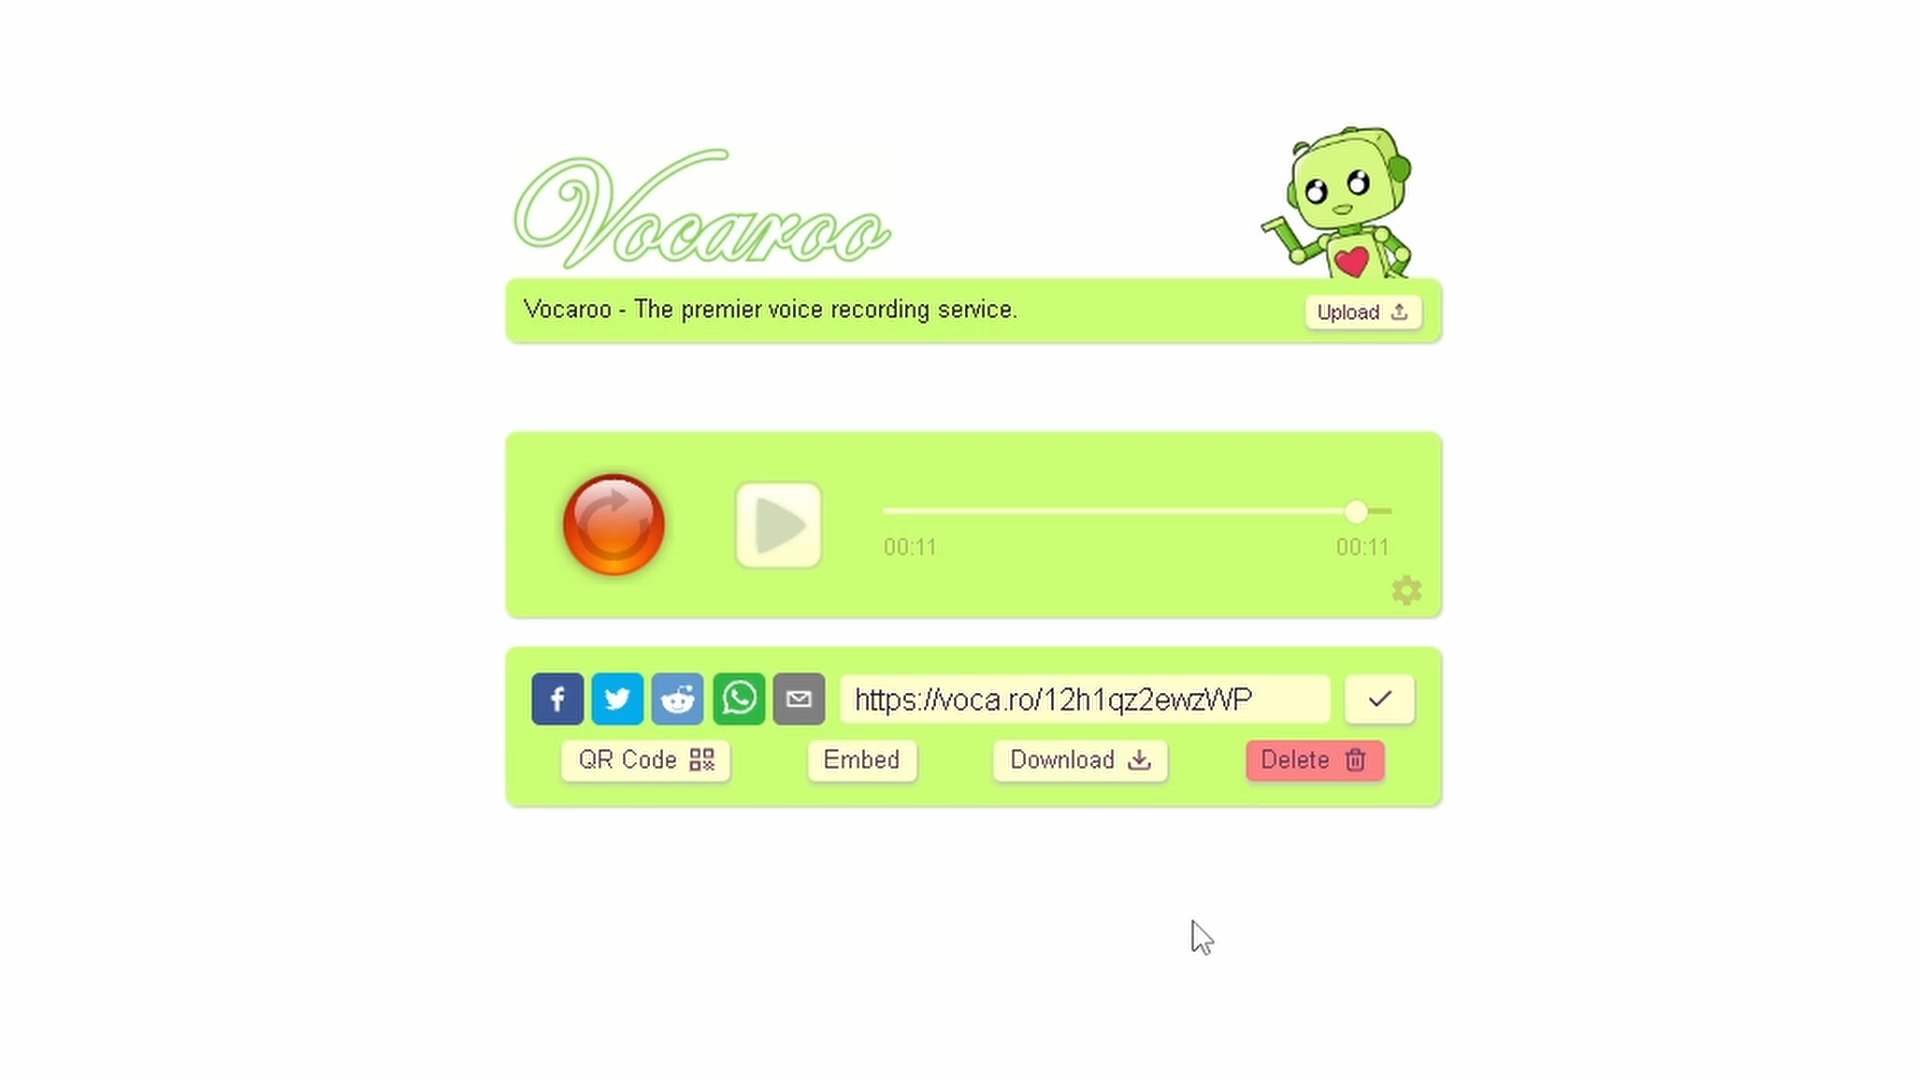 Vocaroo
Vocaroo - The premier voice recording service.
Upload
00:11
00:11
https://voca.ro/12h1qz2ewzWP
QR Code
Embed
Download
Delete